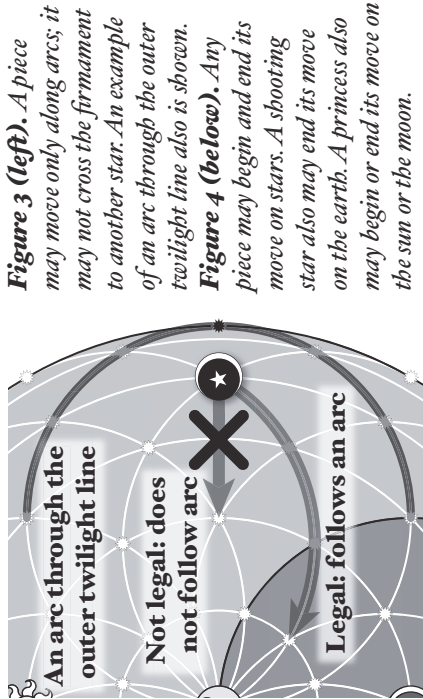 Figure 3 (left). A piece
may move only along arcs; it
may not cross the firmament
to another star. An example
of an arc through the outer
twilight line also is shown.
Figure 4 (below). Any
piece may begin and end its
move on stars. A shooting
star also may end its move
on the earth. A princess also
may begin or end its move on
the sun or the moon.
An arc through the
outer twilight line
Not legal: does
not follow arc
Legal: follows an arc